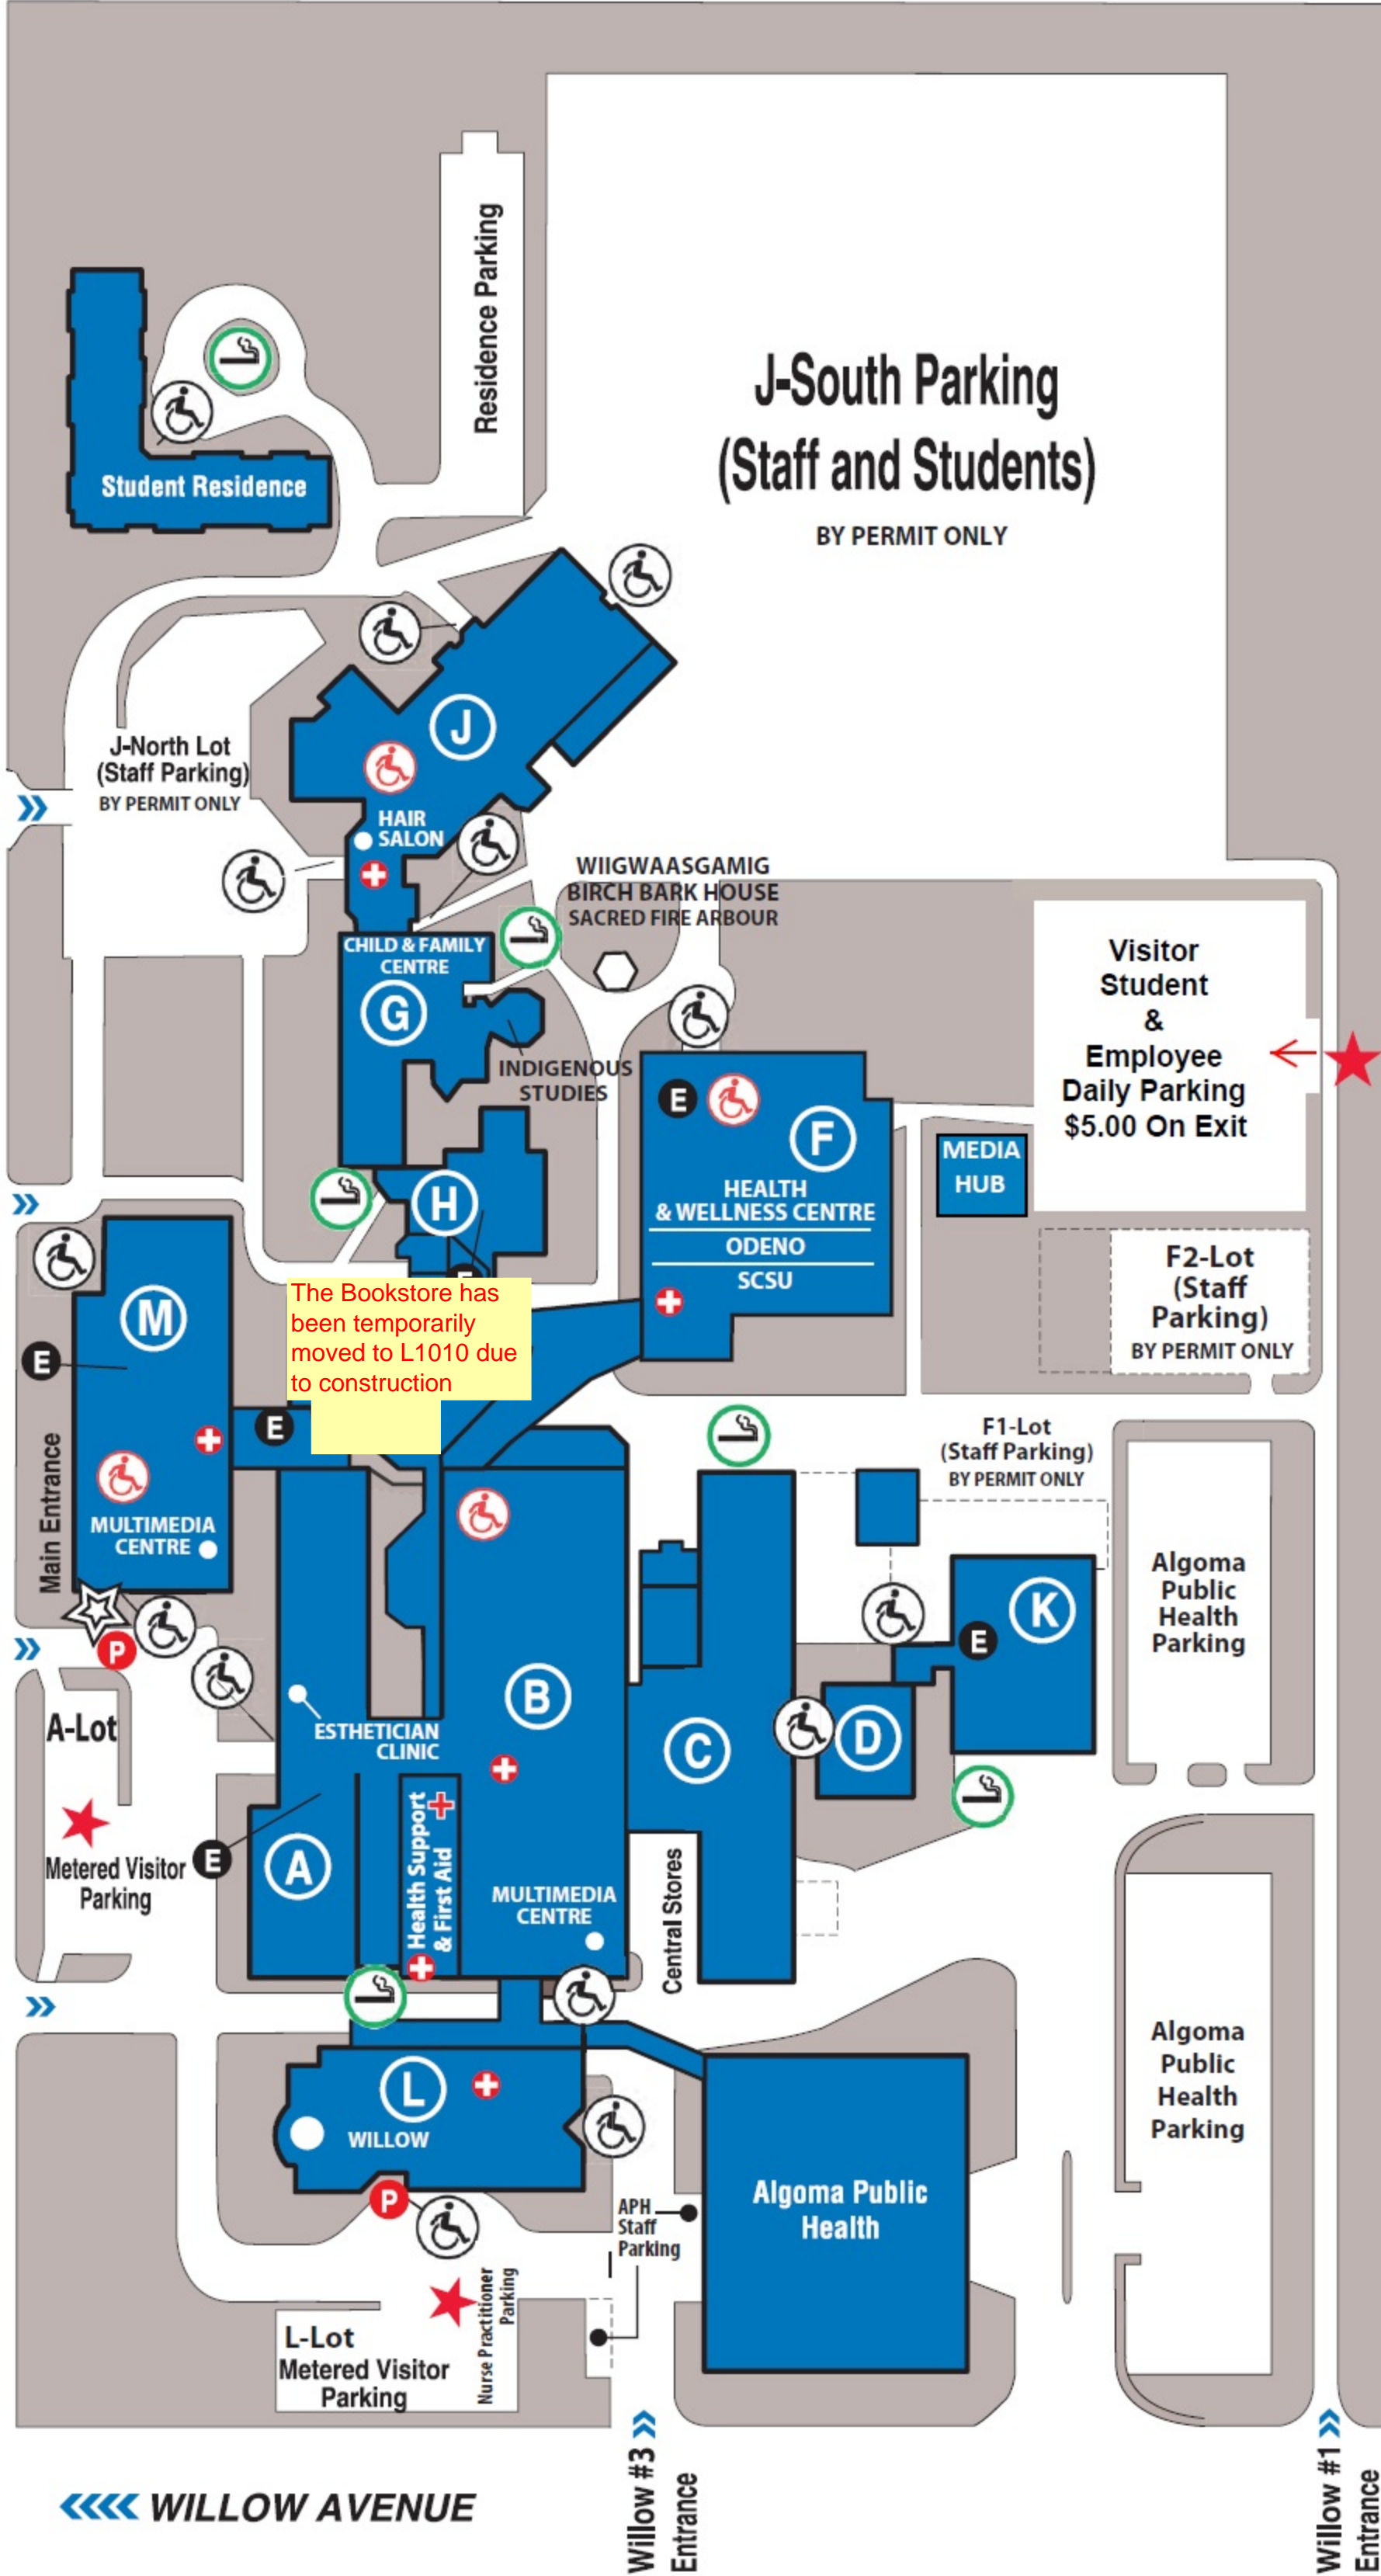 Residence Parking
J-South Parking
(Staff and Students)
BY PERMIT ONLY
Student Residence
J
J-North Lot
(Staff Parking)
BY PERMIT ONLY
HAIR
SALON
WIIGWAASGAMIG
BIRCH BARK HOUSE
SACRED FIRE ARBOUR
CHILD & FAMILY
CENTRE
G
INDIGENOUS
STUDIES
Visitor
Student
&
Employee
Daily Parking
$5.00 On Exit
E
F
HEALTH
& WELLNESS CENTRE
ODENO
SCSU
MEDIA
HUB
H
F2-Lot
(Staff
Parking)
BY PERMIT ONLY
M
E
The Bookstore has
been temporarily
moved to L1010 due
to construction
E
Main Entrance
MULTIMEDIA
CENTRE
P
F1-Lot
(Staff Parking)
BY PERMIT ONLY
Algoma
Public
Health
Parking
K
E
B
C
D
A-Lot
ESTHETICIAN
CLINIC
Metered Visitor
Parking
E
A
Health Support
& First Aid
MULTIMEDIA
CENTRE
Central Stores
L
WILLOW
P
Algoma
Public
Health
Parking
Algoma Public
Health
APH
Staff
Parking
Nurse Practitioner
Parking
L-Lot
Metered Visitor
Parking
WILLOW AVENUE
Willow #3
Entrance
Willow #1
Entrance